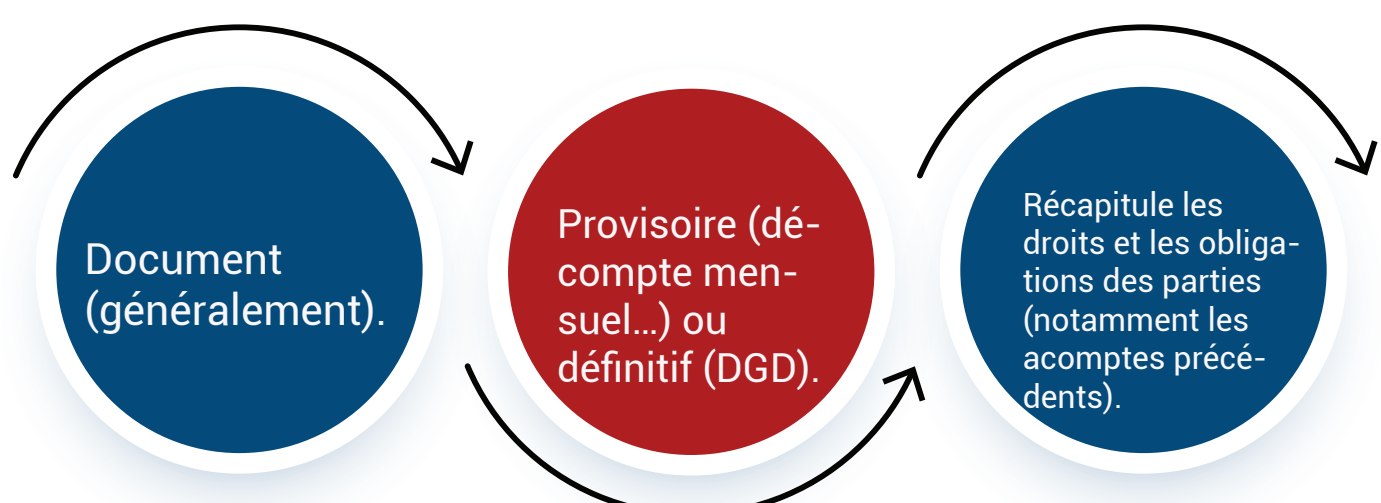 Document
(généralement).
Provisoire (dé-
compte men-
suel...) ou
définitif (DGD).
Récapitule les
droits et les obliga-
tions des parties
(notamment les
acomptes précé-
dents).